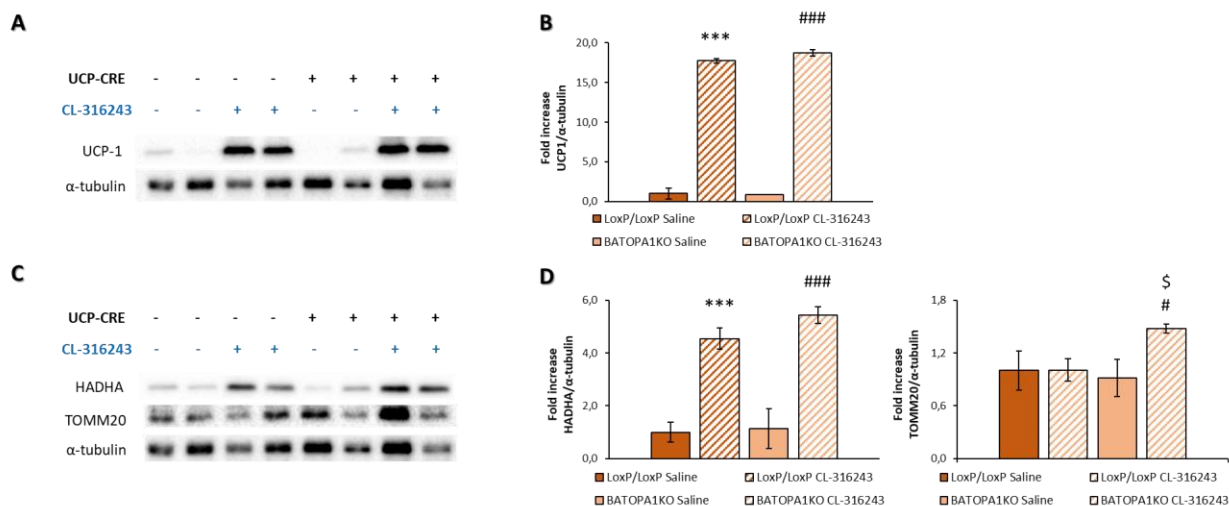 A
UCP-CRE - - - - + + + +
CL-316243 - - + + - - + +
UCP-1
α-tubulin
B
Fold increase
UCP1/α-tubulin
20,0
15,0
10,0
5,0
0,0
***
###
LoxP/LoxP Saline LoxP/LoxP CL-316243
BATOPA1KO Saline BATOPA1KO CL-316243
C
UCP-CRE - - - - + + + +
CL-316243 - - + + - - + +
HADHA
TOMM20
α-tubulin
D
Fold increase
HADHA/α-tubulin
6,0
4,0
2,0
0,0
***
###
LoxP/LoxP Saline LoxP/LoxP CL-316243
BATOPA1KO Saline BATOPA1KO CL-316243
Fold increase
TOMM20/α-tubulin
1,8
1,2
0,6
0,0
$
#
LoxP/LoxP Saline LoxP/LoxP CL-316243
BATOPA1KO Saline BATOPA1KO CL-316243